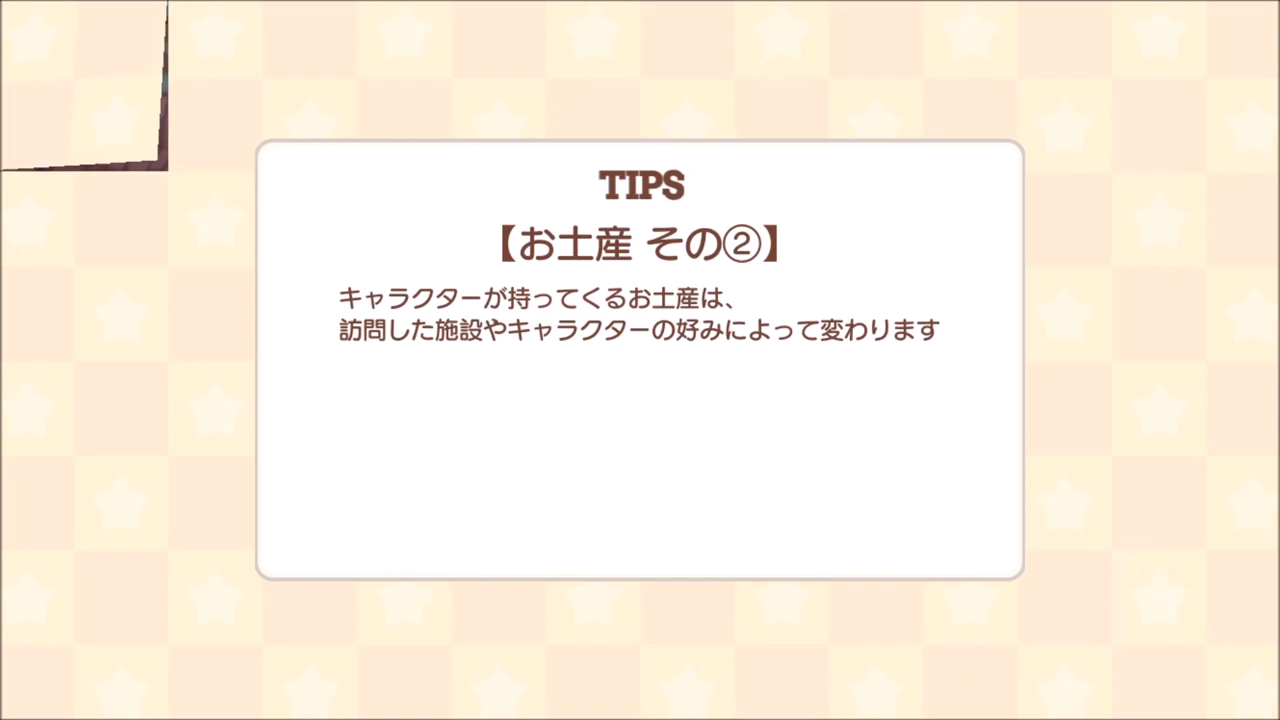 TIPS
【お土産 その②】
キャラクターが持ってくるお土産は、
訪問した施設やキャラクターの好みによって変わります